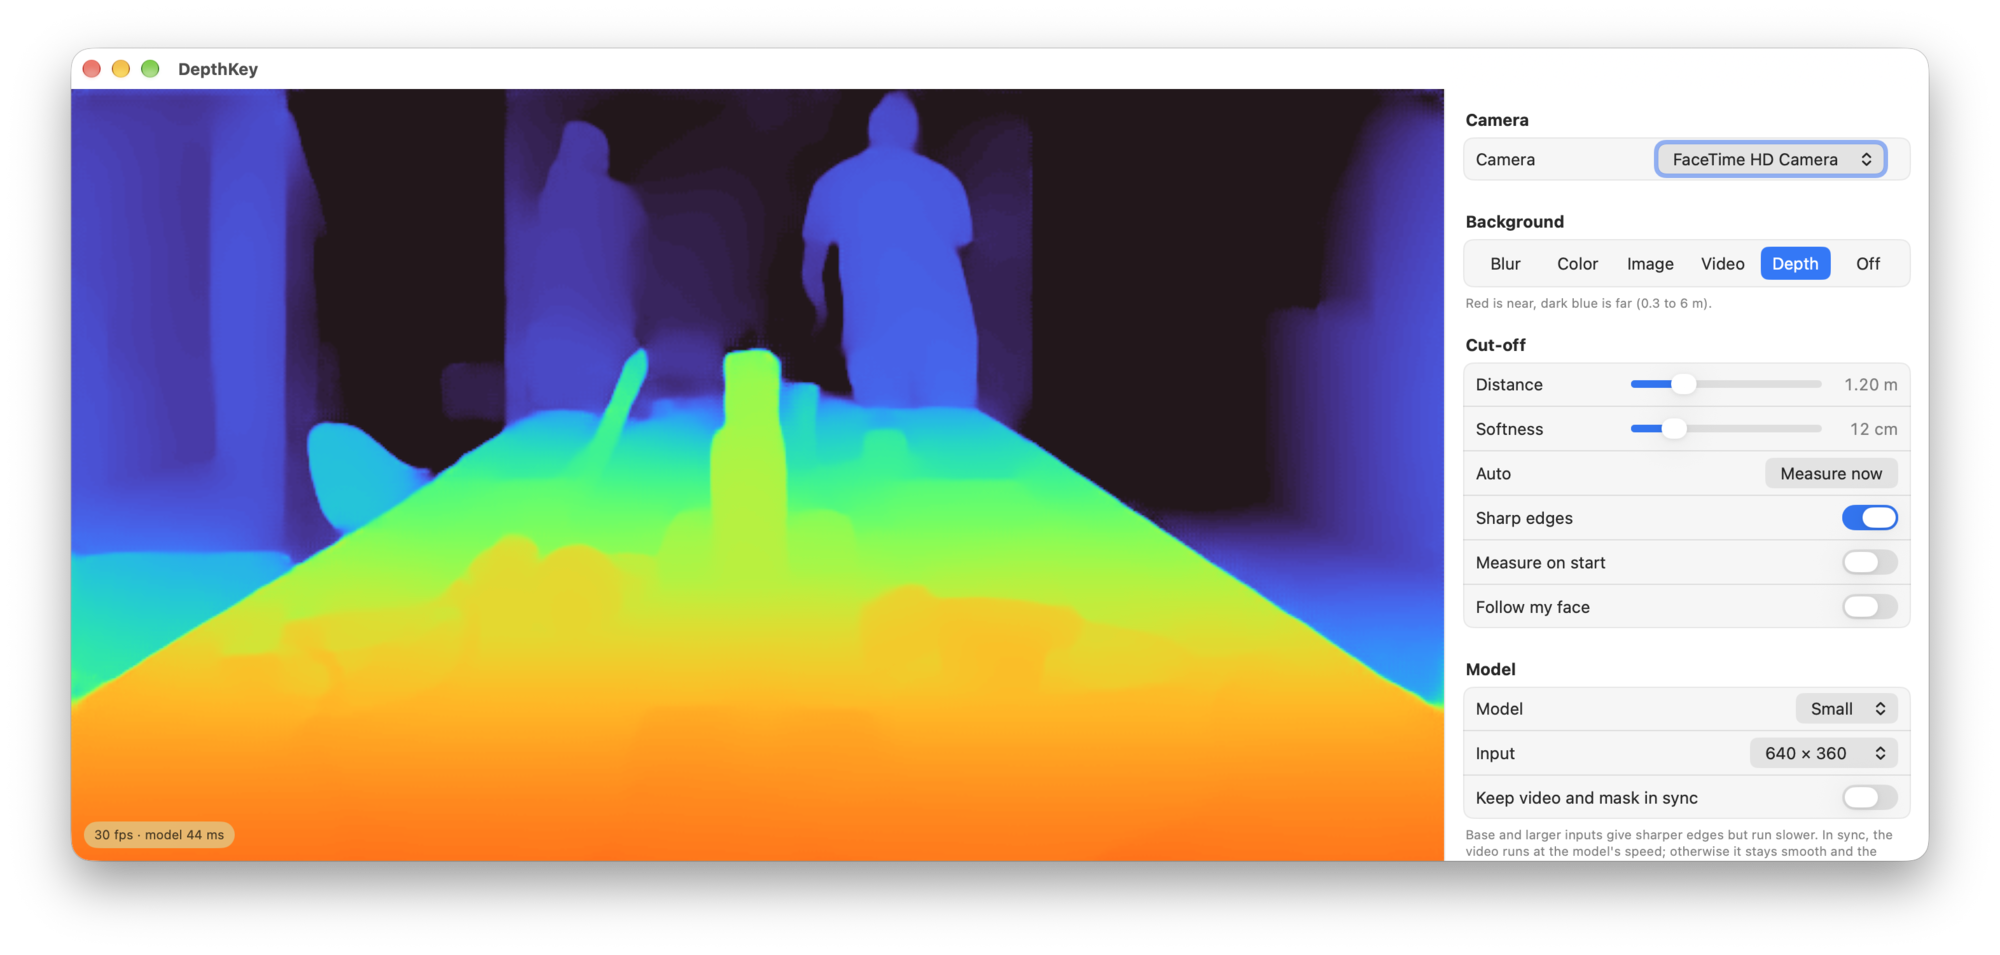 DepthKey
Camera
Camera FaceTime HD Camera
Background
Blur Color Image Video Depth Off
Red is near, dark blue is far (0.3 to 6 m).
Cut-off
Distance 1.20 m
Softness 12 cm
Auto Measure now
Sharp edges
Measure on start
Follow my face
Model
Model Small
Input 640 × 360
Keep video and mask in sync
Base and larger inputs give sharper edges but run slower. In sync, the
video runs at the model's speed; otherwise it stays smooth and the
30 fps · model 44 ms